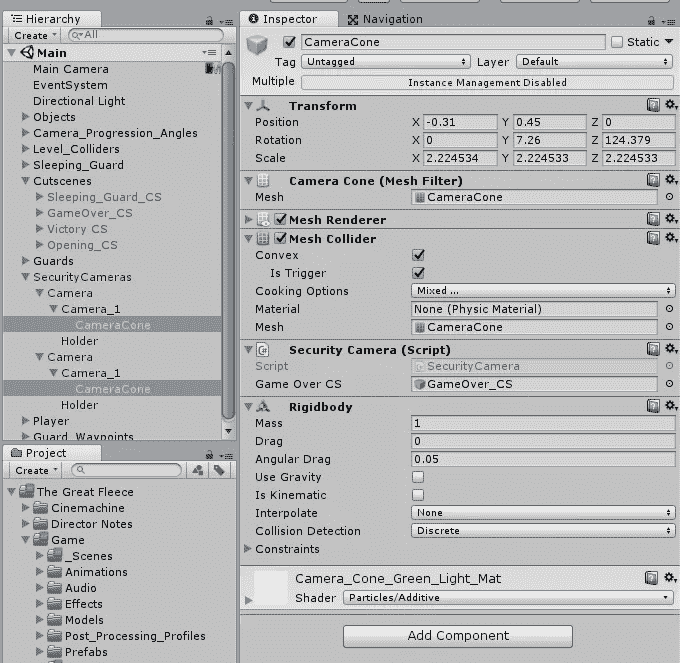 Hierarchy
Create
All
Main
Main Camera
EventSystem
Directional Light
Objects
Camera_Progression_Angles
Level_Colliders
Sleeping_Guard
Cutscenes
Sleeping_Guard_CS
GameOver_CS
Victory CS
Opening_CS
Guards
SecurityCameras
Camera
Camera_1
CameraCone
Holder
Camera
Camera_1
CameraCone
Holder
Player
Guard_Waypoints
Project
Create
The Great Fleece
Cinemachine
Director Notes
Game
_Scenes
Animations
Audio
Effects
Models
Post_Processing_Profiles
Prefabs
Inspector Navigation
CameraCone Static
Tag Untagged Layer Default
Multiple Instance Management Disabled
Transform
Position X -0.31 Y 0.45 Z 0
Rotation X 0 Y 7.26 Z 124.379
Scale X 2.224534 Y 2.224533 Z 2.224533
Camera Cone (Mesh Filter)
Mesh CameraCone
Mesh Renderer
Mesh Collider
Convex
Is Trigger
Cooking Options Mixed ...
Material None (Physic Material)
Mesh CameraCone
Security Camera (Script)
Script SecurityCamera
Game Over CS GameOver_CS
Rigidbody
Mass 1
Drag 0
Angular Drag 0.05
Use Gravity
Is Kinematic
Interpolate None
Collision Detection Discrete
Constraints
Camera_Cone_Green_Light_Mat
Shader Particles/Additive
Add Component